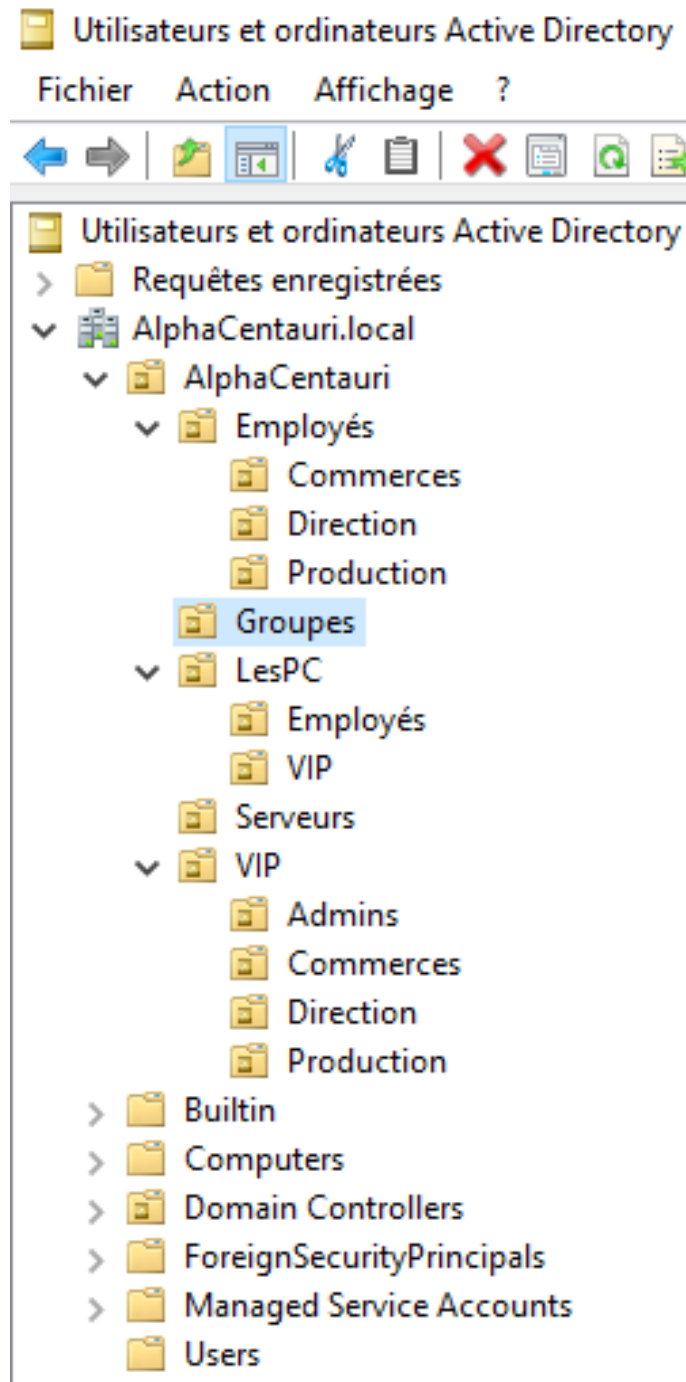 Utilisateurs et ordinateurs Active Directory
Fichier Action Affichage ?
Utilisateurs et ordinateurs Active Directory
Requêtes enregistrées
AlphaCentauri.local
AlphaCentauri
Employés
Commerces
Direction
Production
Groupes
LesPC
Employés
VIP
Serveurs
VIP
Admins
Commerces
Direction
Production
Builtin
Computers
Domain Controllers
ForeignSecurityPrincipals
Managed Service Accounts
Users